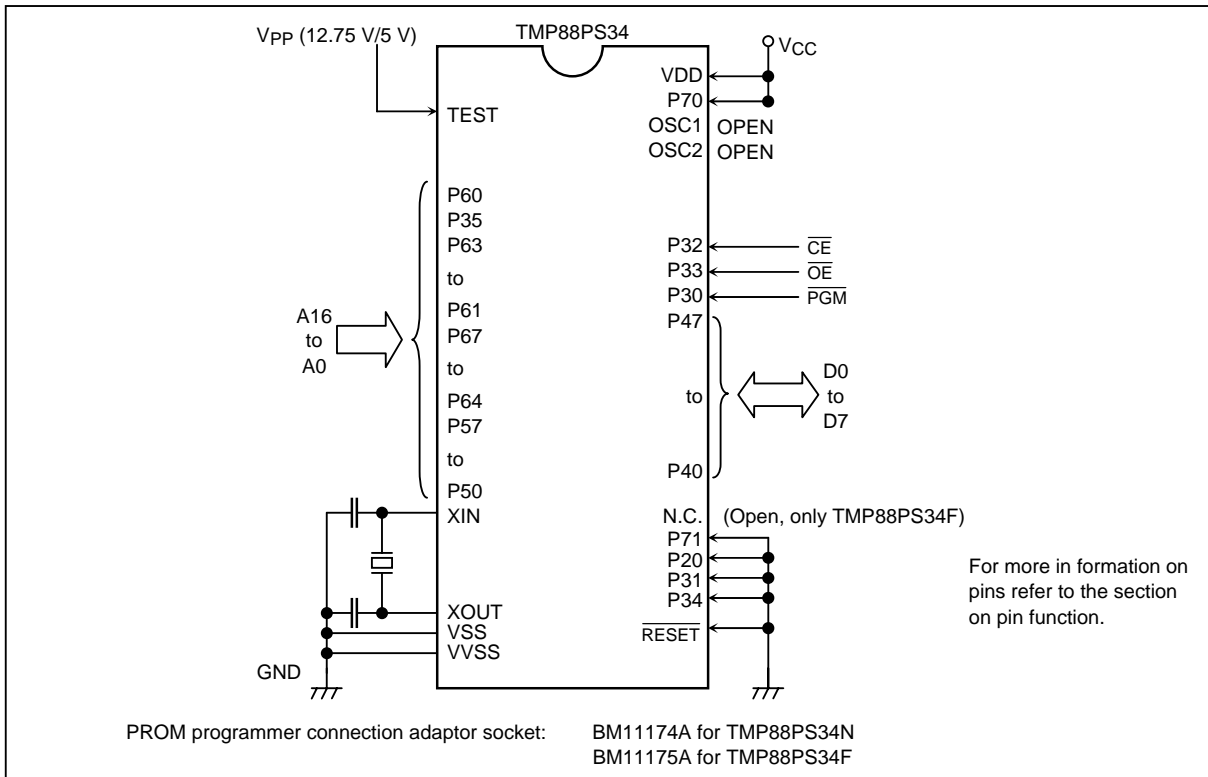 TMP88PS34
VPP (12.75 V/5 V)
VCC
TEST
VDD
P70
OSC1 OPEN
OSC2 OPEN
P60
P35
P63
to
P61
P67
to
P64
P57
to
P50
A16
to
A0
P32 CE
P33 OE
P30 PGM
P47
to
P40
D0
to
D7
XIN
XOUT
VSS
VVSS
GND
N.C. (Open, only TMP88PS34F)
P71
P20
P31
P34
RESET
For more in formation on
pins refer to the section
on pin function.
PROM programmer connection adaptor socket: BM11174A for TMP88PS34N
BM11175A for TMP88PS34F